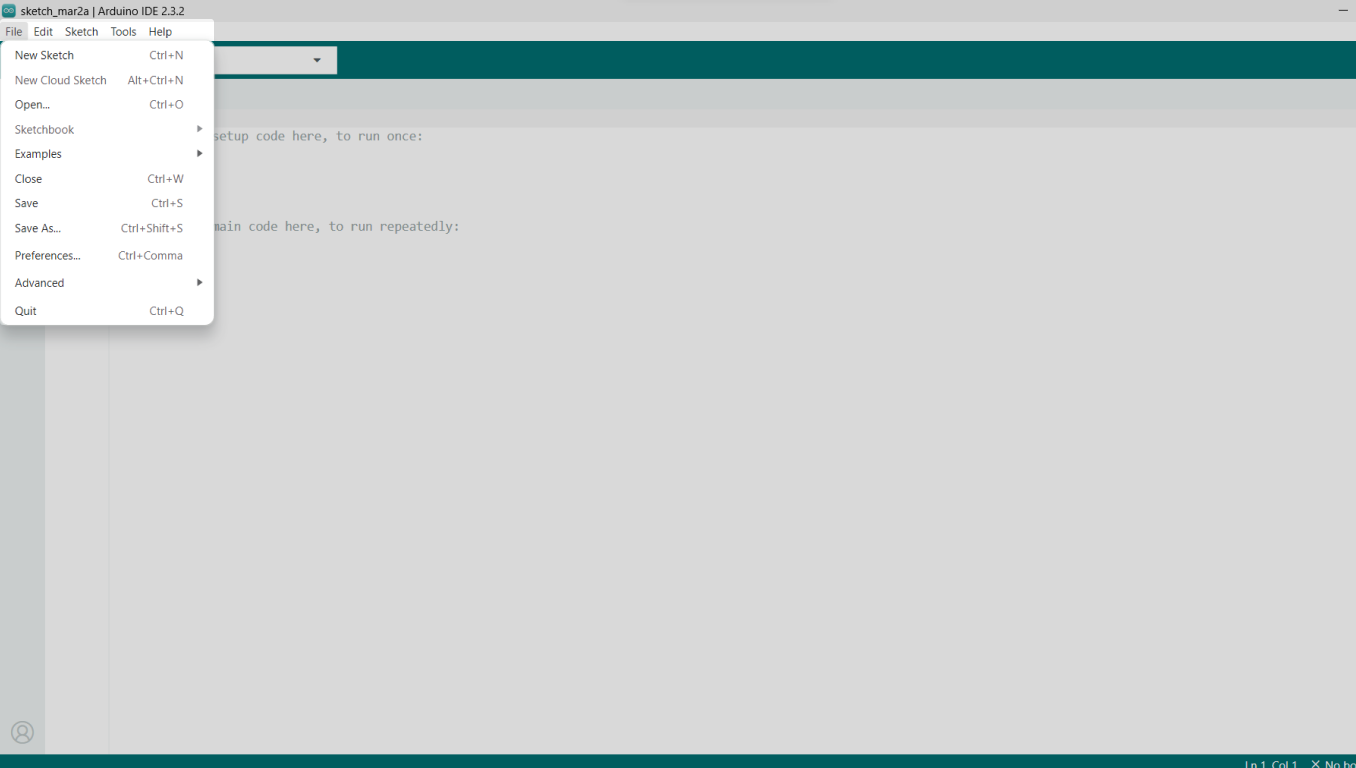 sketch_mar2a | Arduino IDE 2.3.2
File Edit Sketch Tools Help
New Sketch Ctrl+N
New Cloud Sketch Alt+Ctrl+N
Open... Ctrl+O
Sketchbook
Examples
Close Ctrl+W
Save Ctrl+S
Save As... Ctrl+Shift+S
Preferences... Ctrl+Comma
Advanced
Quit Ctrl+Q
setup code here, to run once:
main code here, to run repeatedly:
Ln 1, Col 1 No bo